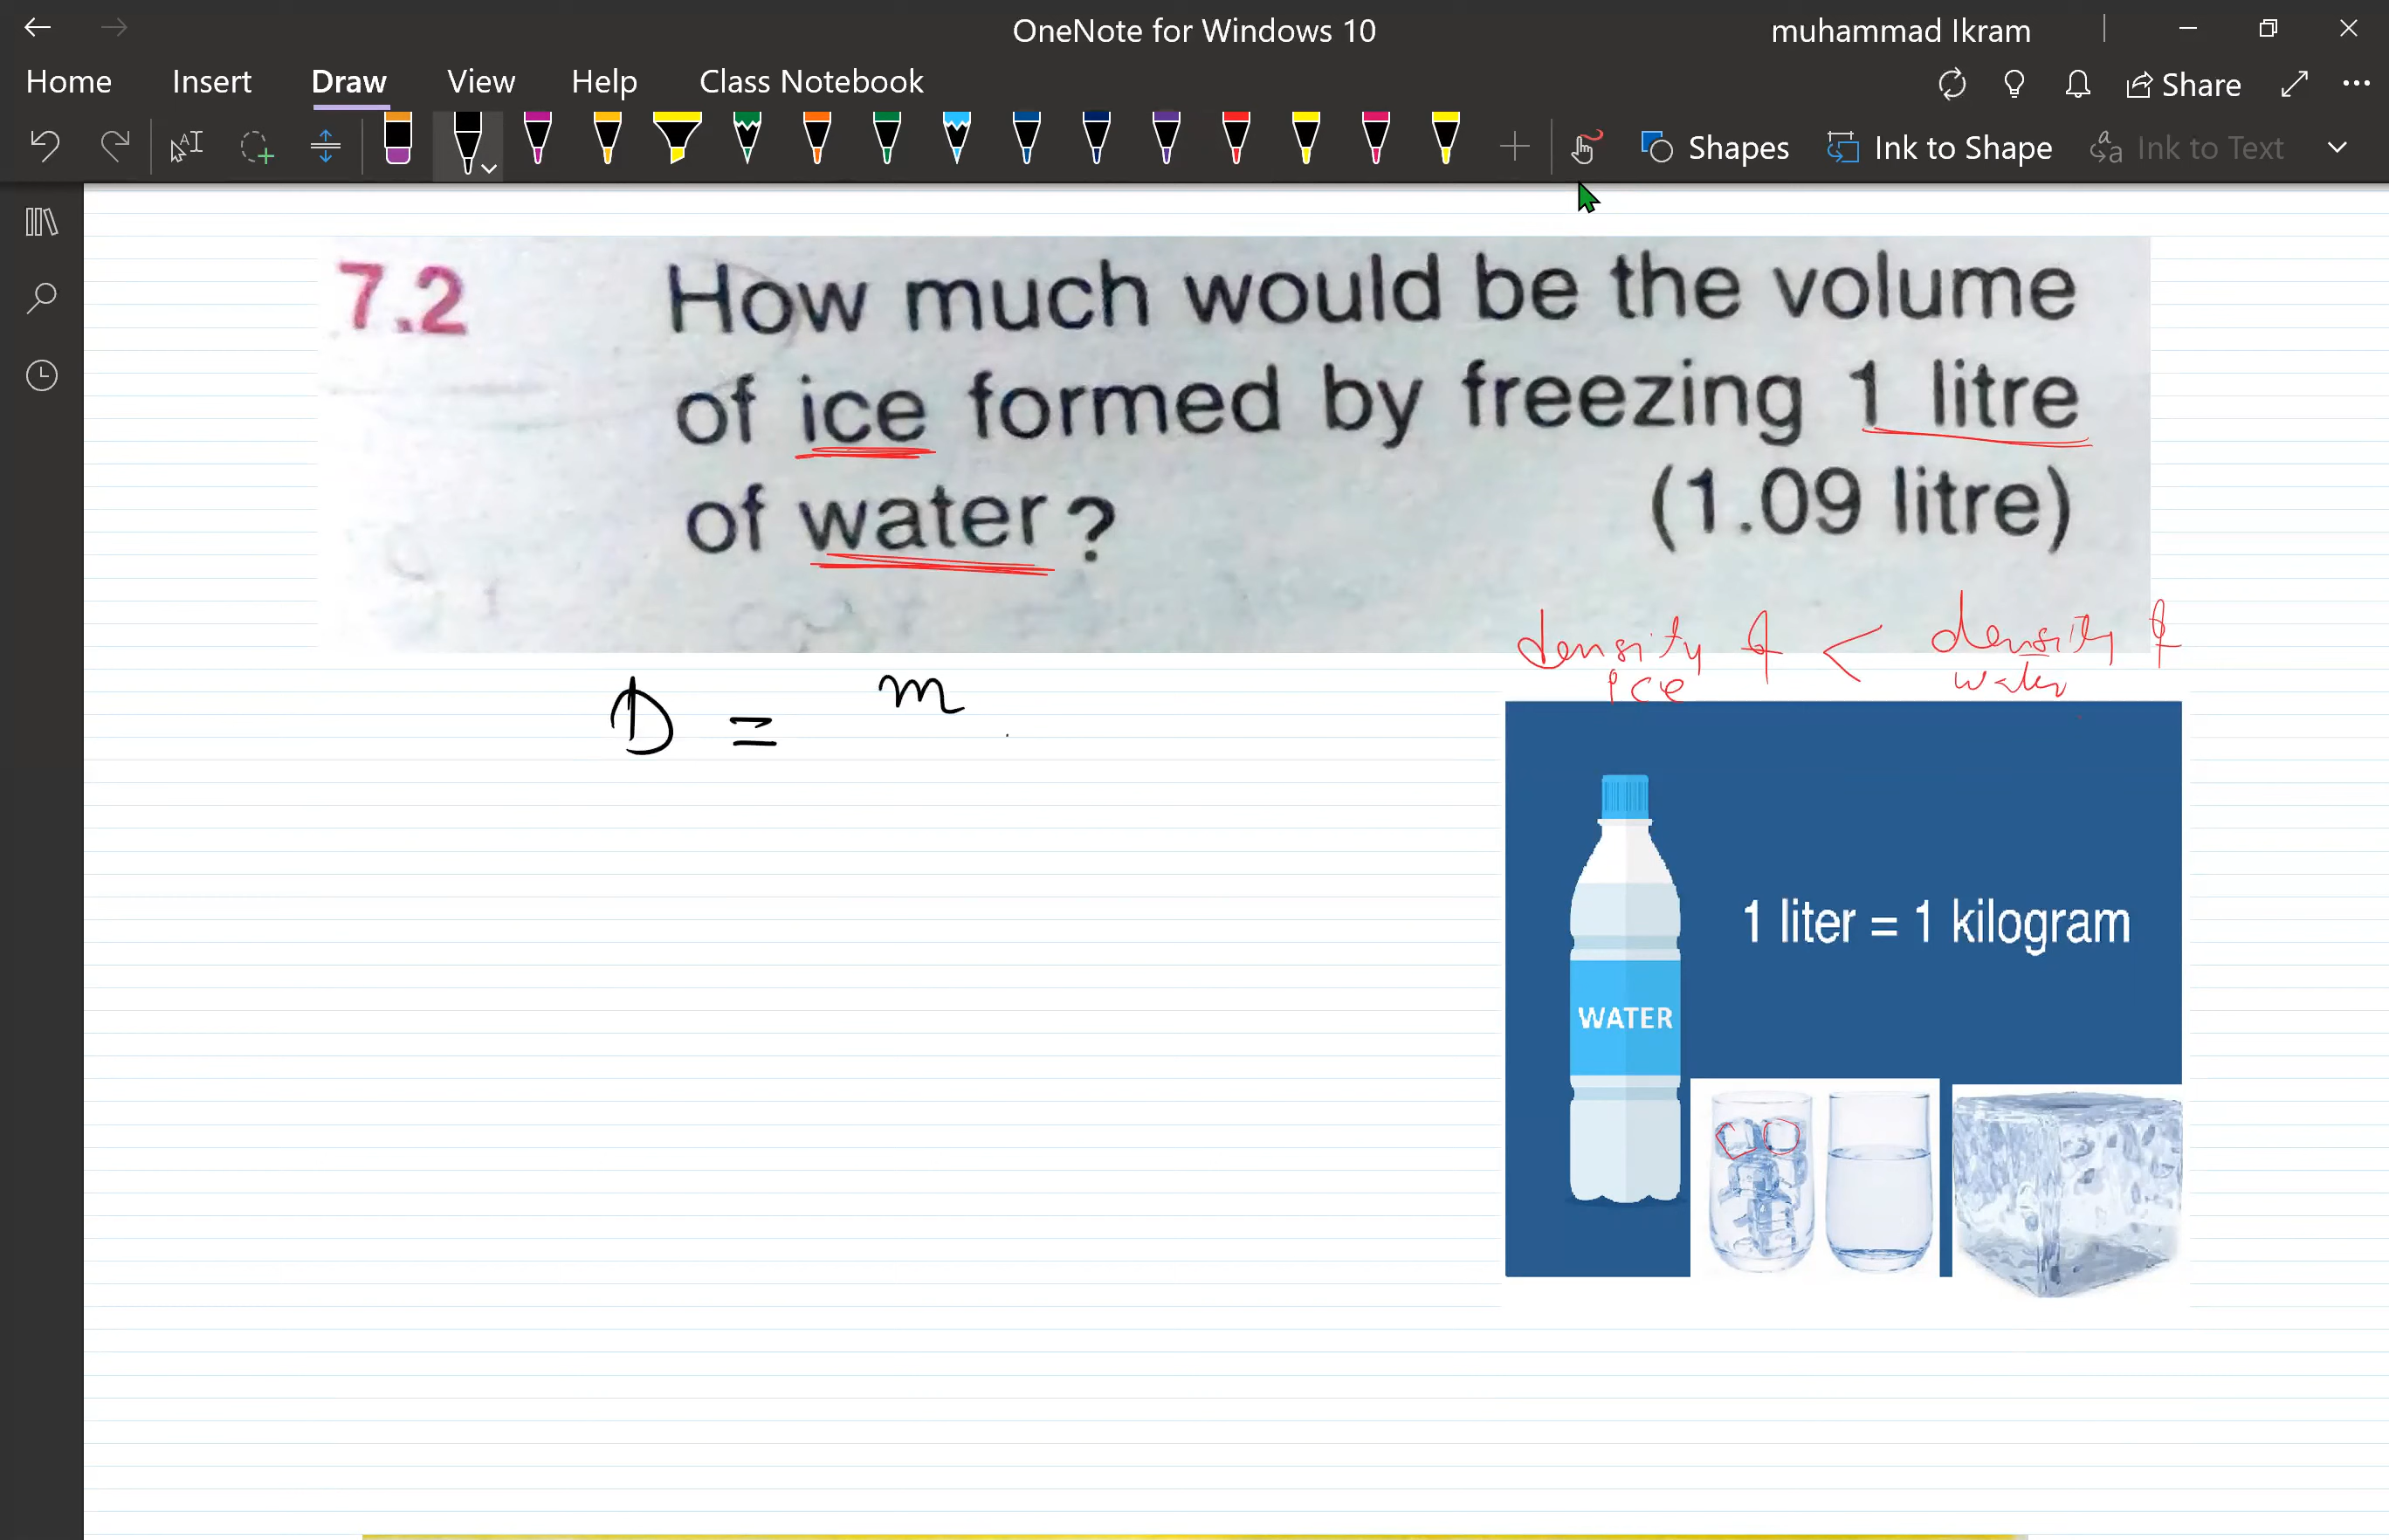 OneNote for Windows 10
muhammad Ikram
Home Insert Draw View Help Class Notebook
Share
Shapes Ink to Shape Ink to Text
7.2 How much would be the volume
of ice formed by freezing 1 litre
of water? (1.09 litre)
density of < density of
ice water
D = m
1 liter = 1 kilogram
WATER